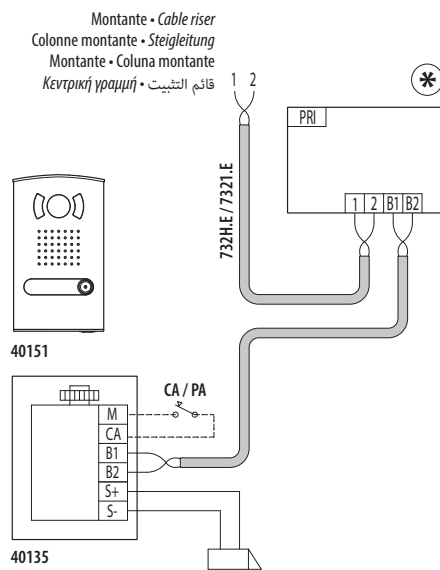 Montante • Cable riser
Colonne montante • Steigleitung
Montante • Coluna montante
Κεντρική γραμμή • قائم التثبيت
1 2
*
PRI
1 2 B1 B2
732H.E / 7321.E
40151
CA / PA
M
CA
B1
B2
S+
S-
40135